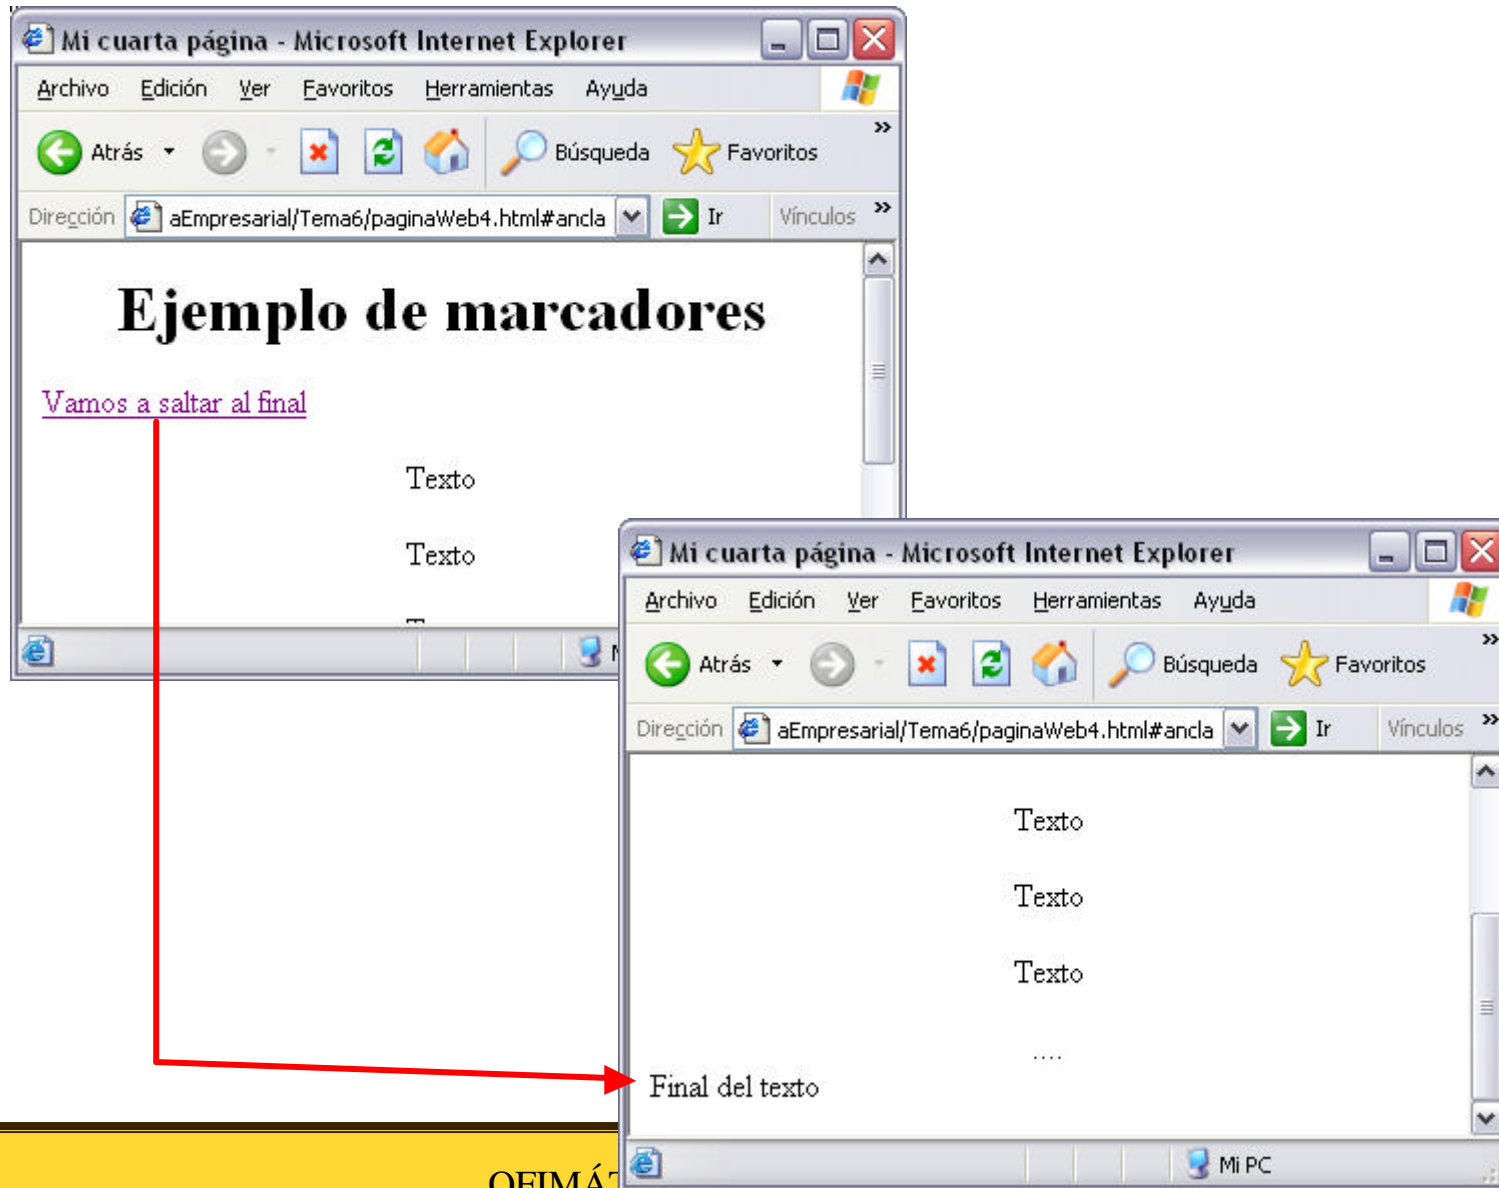 Mi cuarta página - Microsoft Internet Explorer
Archivo Edición Ver Favoritos Herramientas Ayuda
Atrás Búsqueda Favoritos »
Dirección aEmpresarial/Tema6/paginaWeb4.html#ancla Ir Vínculos »
Ejemplo de marcadores
Vamos a saltar al final
Texto
Texto
Mi cuarta página - Microsoft Internet Explorer
Archivo Edición Ver Favoritos Herramientas Ayuda
Atrás Búsqueda Favoritos »
Dirección aEmpresarial/Tema6/paginaWeb4.html#ancla Ir Vínculos »
Texto
Texto
Texto
....
Final del texto
Mi PC